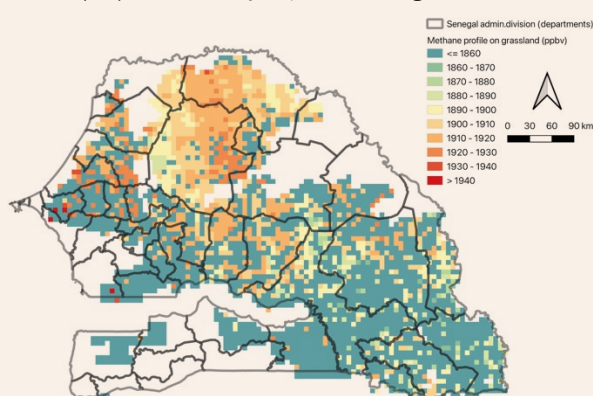 Senegal admin.division (departments)
Methane profile on grassland (ppbv)
<= 1860
1860 - 1870
1870 - 1880
1880 - 1890
1890 - 1900
1900 - 1910
1910 - 1920
1920 - 1930
1930 - 1940
> 1940
0 30 60 90 km